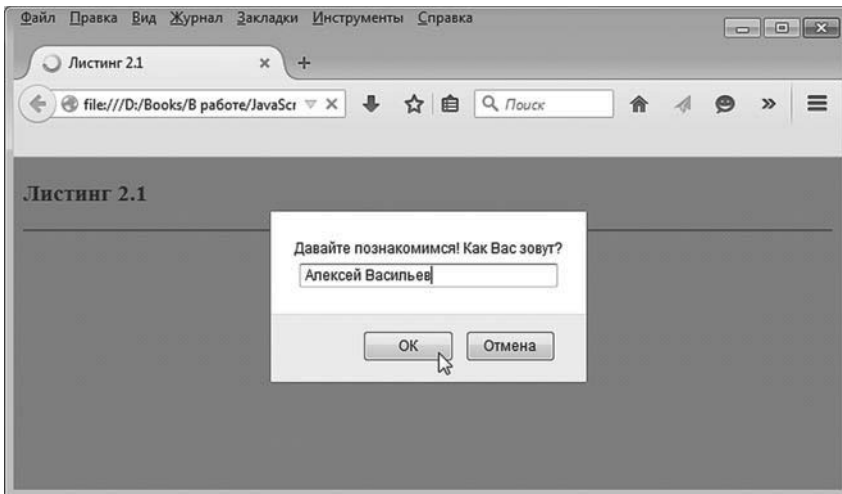 Файл Правка Вид Журнал Закладки Инструменты Справка
Листинг 2.1
file:///D:/Books/В работе/JavaScr
Поиск
Листинг 2.1
Давайте познакомимся! Как Вас зовут?
Алексей Васильев
OK Отмена